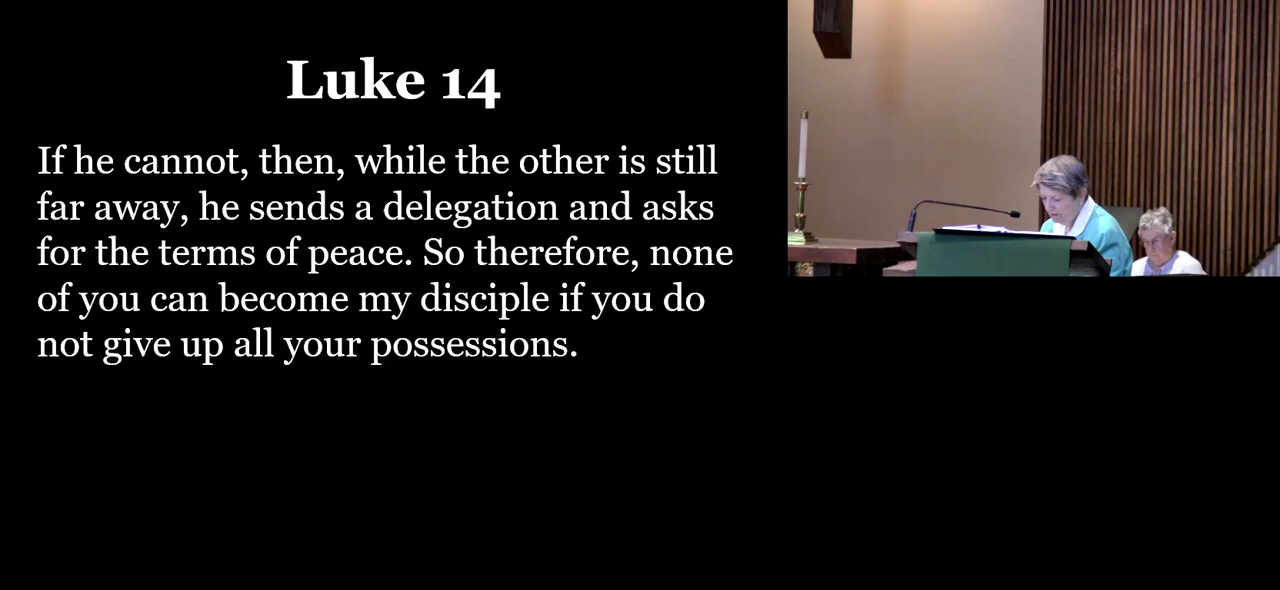 Luke 14
If he cannot, then, while the other is still
far away, he sends a delegation and asks
for the terms of peace. So therefore, none
of you can become my disciple if you do
not give up all your possessions.